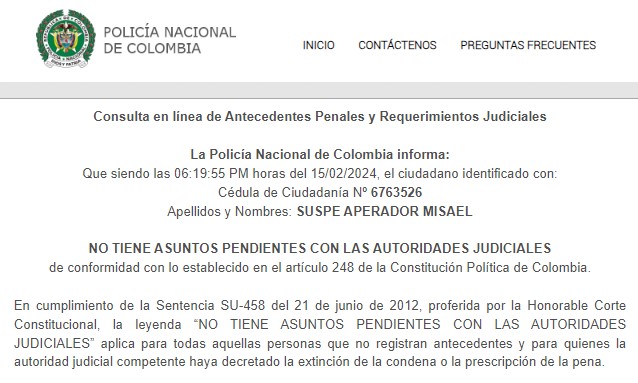 POLICÍA NACIONAL
DE COLOMBIA
INICIO CONTÁCTENOS PREGUNTAS FRECUENTES
Consulta en línea de Antecedentes Penales y Requerimientos Judiciales
La Policía Nacional de Colombia informa:
Que siendo las 06:19:55 PM horas del 15/02/2024, el ciudadano identificado con:
Cédula de Ciudadanía Nº 6763526
Apellidos y Nombres: SUSPE APERADOR MISAEL
NO TIENE ASUNTOS PENDIENTES CON LAS AUTORIDADES JUDICIALES
de conformidad con lo establecido en el artículo 248 de la Constitución Política de Colombia.
En cumplimiento de la Sentencia SU-458 del 21 de junio de 2012, proferida por la Honorable Corte
Constitucional, la leyenda “NO TIENE ASUNTOS PENDIENTES CON LAS AUTORIDADES
JUDICIALES” aplica para todas aquellas personas que no registran antecedentes y para quienes la
autoridad judicial competente haya decretado la extinción de la condena o la prescripción de la pena.